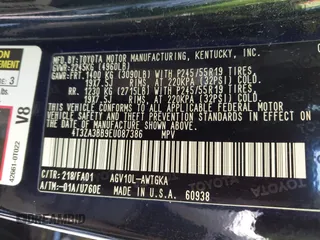 MFD.BY:TOYOTA MOTOR MANUFACTURING, KENTUCKY, INC.
GVWR:2245KG (4960LB)
GAWR:FRT.1400 KG (3090LB) WITH P245/55R19 TIRES
19X7.5J RIMS, AT 220KPA (32PSI) COLD.
RR. 1230 KG (2715LB) WITH P245/55R19 TIRES
19X7.5J RIMS, AT 220KPA (32PSI) COLD.
THIS VEHICLE CONFORMS TO ALL APPLICABLE
FEDERAL MOTOR VEHICLE SAFETY, BUMPER, AND
THEFT PREVENTION STANDARDS IN EFFECT ON
THE DATE OF MANUFACTURE SHOWN ABOVE.
MPV
C/TR: 218/FA01 AGV10L-AWTGKA
A/TM:-01A/U760E MADE IN U.S.A. 60938
3
V8
TOYOTA